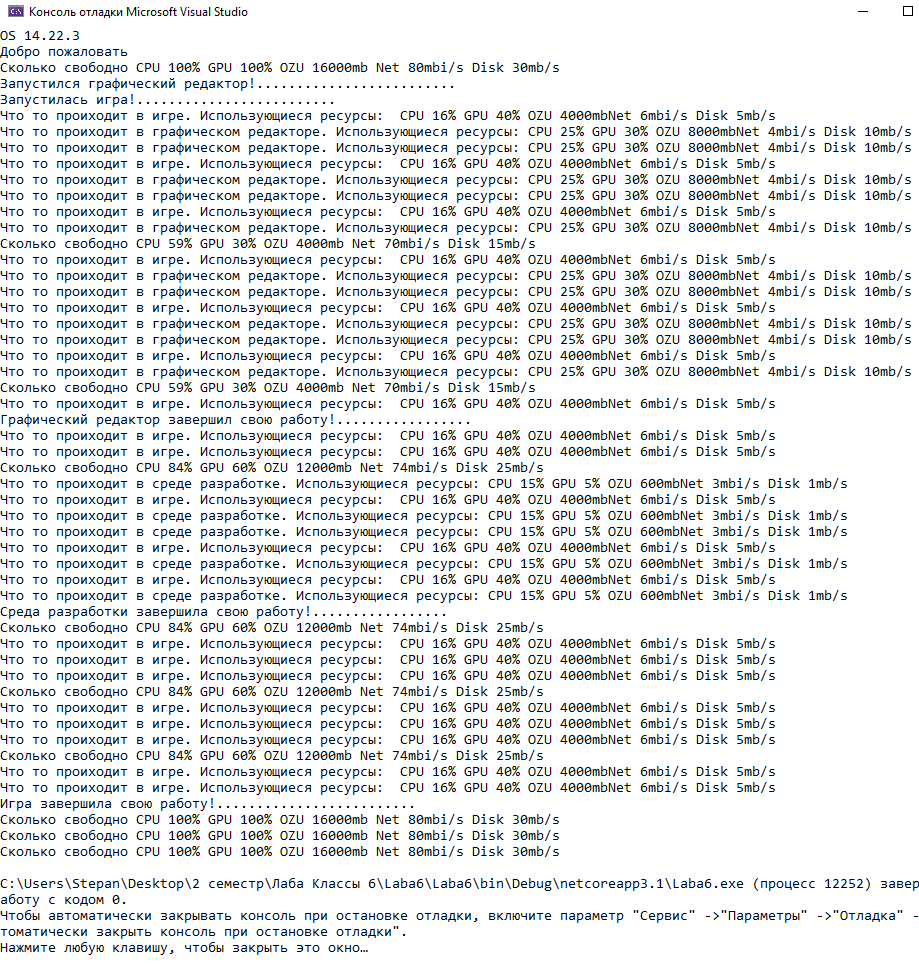 Консоль отладки Microsoft Visual Studio
OS 14.22.3
Добро пожаловать
Сколько свободно CPU 100% GPU 100% OZU 16000mb Net 80mbi/s Disk 30mb/s
Запустился графический редактор!.........................
Запустилась игра!.........................
Что то проиходит в игре. Использующиеся ресурсы:  CPU 16% GPU 40% OZU 4000mbNet 6mbi/s Disk 5mb/s
Что то проиходит в графическом редакторе. Использующиеся ресурсы: CPU 25% GPU 30% OZU 8000mbNet 4mbi/s Disk 10mb/s
Что то проиходит в графическом редакторе. Использующиеся ресурсы: CPU 25% GPU 30% OZU 8000mbNet 4mbi/s Disk 10mb/s
Что то проиходит в игре. Использующиеся ресурсы:  CPU 16% GPU 40% OZU 4000mbNet 6mbi/s Disk 5mb/s
Что то проиходит в графическом редакторе. Использующиеся ресурсы: CPU 25% GPU 30% OZU 8000mbNet 4mbi/s Disk 10mb/s
Что то проиходит в графическом редакторе. Использующиеся ресурсы: CPU 25% GPU 30% OZU 8000mbNet 4mbi/s Disk 10mb/s
Что то проиходит в игре. Использующиеся ресурсы:  CPU 16% GPU 40% OZU 4000mbNet 6mbi/s Disk 5mb/s
Что то проиходит в графическом редакторе. Использующиеся ресурсы: CPU 25% GPU 30% OZU 8000mbNet 4mbi/s Disk 10mb/s
Сколько свободно CPU 59% GPU 30% OZU 4000mb Net 70mbi/s Disk 15mb/s
Что то проиходит в игре. Использующиеся ресурсы:  CPU 16% GPU 40% OZU 4000mbNet 6mbi/s Disk 5mb/s
Что то проиходит в графическом редакторе. Использующиеся ресурсы: CPU 25% GPU 30% OZU 8000mbNet 4mbi/s Disk 10mb/s
Что то проиходит в графическом редакторе. Использующиеся ресурсы: CPU 25% GPU 30% OZU 8000mbNet 4mbi/s Disk 10mb/s
Что то проиходит в игре. Использующиеся ресурсы:  CPU 16% GPU 40% OZU 4000mbNet 6mbi/s Disk 5mb/s
Что то проиходит в графическом редакторе. Использующиеся ресурсы: CPU 25% GPU 30% OZU 8000mbNet 4mbi/s Disk 10mb/s
Что то проиходит в графическом редакторе. Использующиеся ресурсы: CPU 25% GPU 30% OZU 8000mbNet 4mbi/s Disk 10mb/s
Что то проиходит в игре. Использующиеся ресурсы:  CPU 16% GPU 40% OZU 4000mbNet 6mbi/s Disk 5mb/s
Что то проиходит в графическом редакторе. Использующиеся ресурсы: CPU 25% GPU 30% OZU 8000mbNet 4mbi/s Disk 10mb/s
Сколько свободно CPU 59% GPU 30% OZU 4000mb Net 70mbi/s Disk 15mb/s
Что то проиходит в игре. Использующиеся ресурсы:  CPU 16% GPU 40% OZU 4000mbNet 6mbi/s Disk 5mb/s
Графический редактор завершил свою работу!.................
Что то проиходит в игре. Использующиеся ресурсы:  CPU 16% GPU 40% OZU 4000mbNet 6mbi/s Disk 5mb/s
Что то проиходит в игре. Использующиеся ресурсы:  CPU 16% GPU 40% OZU 4000mbNet 6mbi/s Disk 5mb/s
Сколько свободно CPU 84% GPU 60% OZU 12000mb Net 74mbi/s Disk 25mb/s
Что то проиходит в среде разработке. Использующиеся ресурсы: CPU 15% GPU 5% OZU 600mbNet 3mbi/s Disk 1mb/s
Что то проиходит в игре. Использующиеся ресурсы:  CPU 16% GPU 40% OZU 4000mbNet 6mbi/s Disk 5mb/s
Что то проиходит в среде разработке. Использующиеся ресурсы: CPU 15% GPU 5% OZU 600mbNet 3mbi/s Disk 1mb/s
Что то проиходит в среде разработке. Использующиеся ресурсы: CPU 15% GPU 5% OZU 600mbNet 3mbi/s Disk 1mb/s
Что то проиходит в игре. Использующиеся ресурсы:  CPU 16% GPU 40% OZU 4000mbNet 6mbi/s Disk 5mb/s
Что то проиходит в среде разработке. Использующиеся ресурсы: CPU 15% GPU 5% OZU 600mbNet 3mbi/s Disk 1mb/s
Что то проиходит в игре. Использующиеся ресурсы:  CPU 16% GPU 40% OZU 4000mbNet 6mbi/s Disk 5mb/s
Что то проиходит в среде разработке. Использующиеся ресурсы: CPU 15% GPU 5% OZU 600mbNet 3mbi/s Disk 1mb/s
Среда разработки завершила свою работу!.................
Сколько свободно CPU 84% GPU 60% OZU 12000mb Net 74mbi/s Disk 25mb/s
Что то проиходит в игре. Использующиеся ресурсы:  CPU 16% GPU 40% OZU 4000mbNet 6mbi/s Disk 5mb/s
Что то проиходит в игре. Использующиеся ресурсы:  CPU 16% GPU 40% OZU 4000mbNet 6mbi/s Disk 5mb/s
Что то проиходит в игре. Использующиеся ресурсы:  CPU 16% GPU 40% OZU 4000mbNet 6mbi/s Disk 5mb/s
Сколько свободно CPU 84% GPU 60% OZU 12000mb Net 74mbi/s Disk 25mb/s
Что то проиходит в игре. Использующиеся ресурсы:  CPU 16% GPU 40% OZU 4000mbNet 6mbi/s Disk 5mb/s
Что то проиходит в игре. Использующиеся ресурсы:  CPU 16% GPU 40% OZU 4000mbNet 6mbi/s Disk 5mb/s
Что то проиходит в игре. Использующиеся ресурсы:  CPU 16% GPU 40% OZU 4000mbNet 6mbi/s Disk 5mb/s
Сколько свободно CPU 84% GPU 60% OZU 12000mb Net 74mbi/s Disk 25mb/s
Что то проиходит в игре. Использующиеся ресурсы:  CPU 16% GPU 40% OZU 4000mbNet 6mbi/s Disk 5mb/s
Что то проиходит в игре. Использующиеся ресурсы:  CPU 16% GPU 40% OZU 4000mbNet 6mbi/s Disk 5mb/s
Игра завершила свою работу!.........................
Сколько свободно CPU 100% GPU 100% OZU 16000mb Net 80mbi/s Disk 30mb/s
Сколько свободно CPU 100% GPU 100% OZU 16000mb Net 80mbi/s Disk 30mb/s
Сколько свободно CPU 100% GPU 100% OZU 16000mb Net 80mbi/s Disk 30mb/s
C:\Users\Stepan\Desktop\2 семестр\Лаба Классы 6\Laba6\Laba6\bin\Debug\netcoreapp3.1\Laba6.exe (процесс 12252) завер
аботу с кодом 0.
Чтобы автоматически закрывать консоль при остановке отладки, включите параметр "Сервис" ->"Параметры" ->"Отладка" -
томатически закрыть консоль при остановке отладки".
Нажмите любую клавишу, чтобы закрыть это окно…